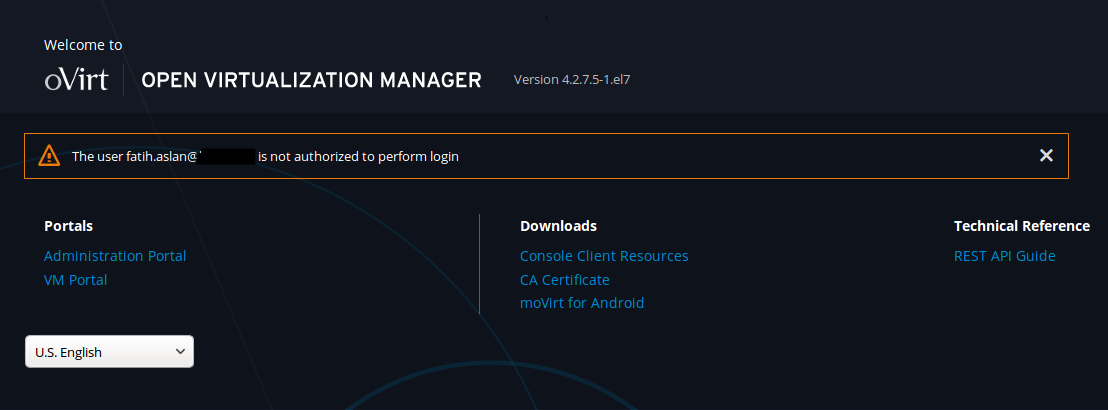 Welcome to
oVirt OPEN VIRTUALIZATION MANAGER Version 4.2.7.5-1.el7
The user fatih.aslan@ is not authorized to perform login
Portals
Administration Portal
VM Portal
Downloads
Console Client Resources
CA Certificate
moVirt for Android
Technical Reference
REST API Guide
U.S. English